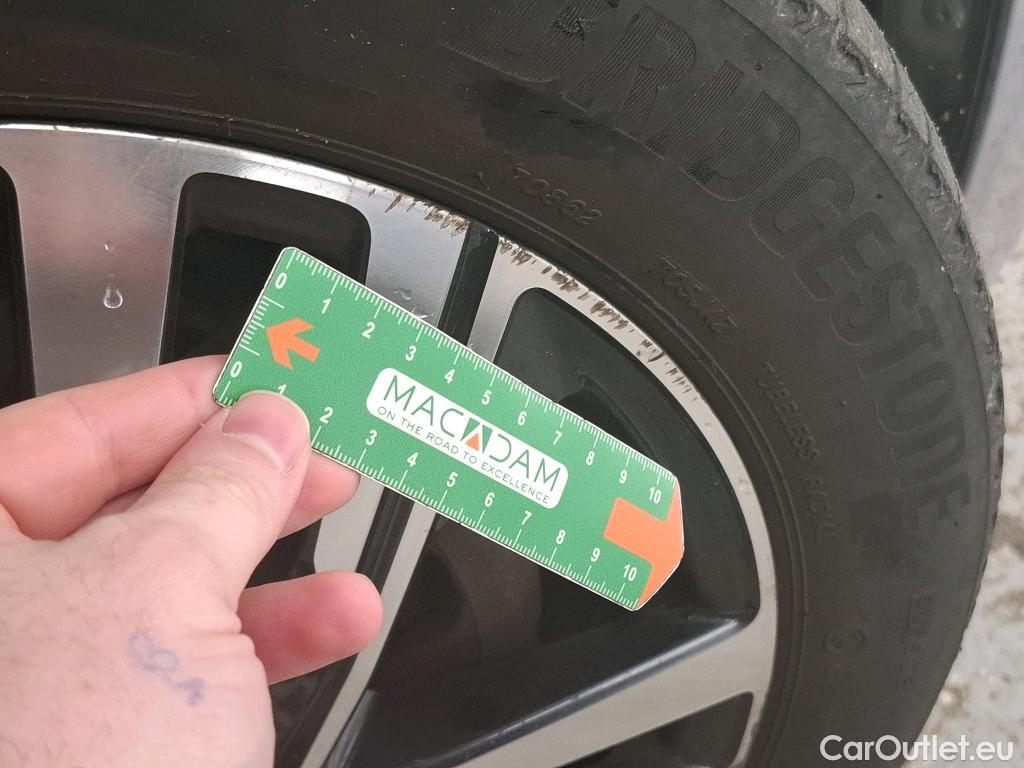 BRIDGESTONE
170862
TUBELESS RADIAL
0 1 2 3 4 5 6 7 8 9 10
MACADAM
ON THE ROAD TO EXCELLENCE
0 1 2 3 4 5 6 7 8 9 10
CarOutlet.eu